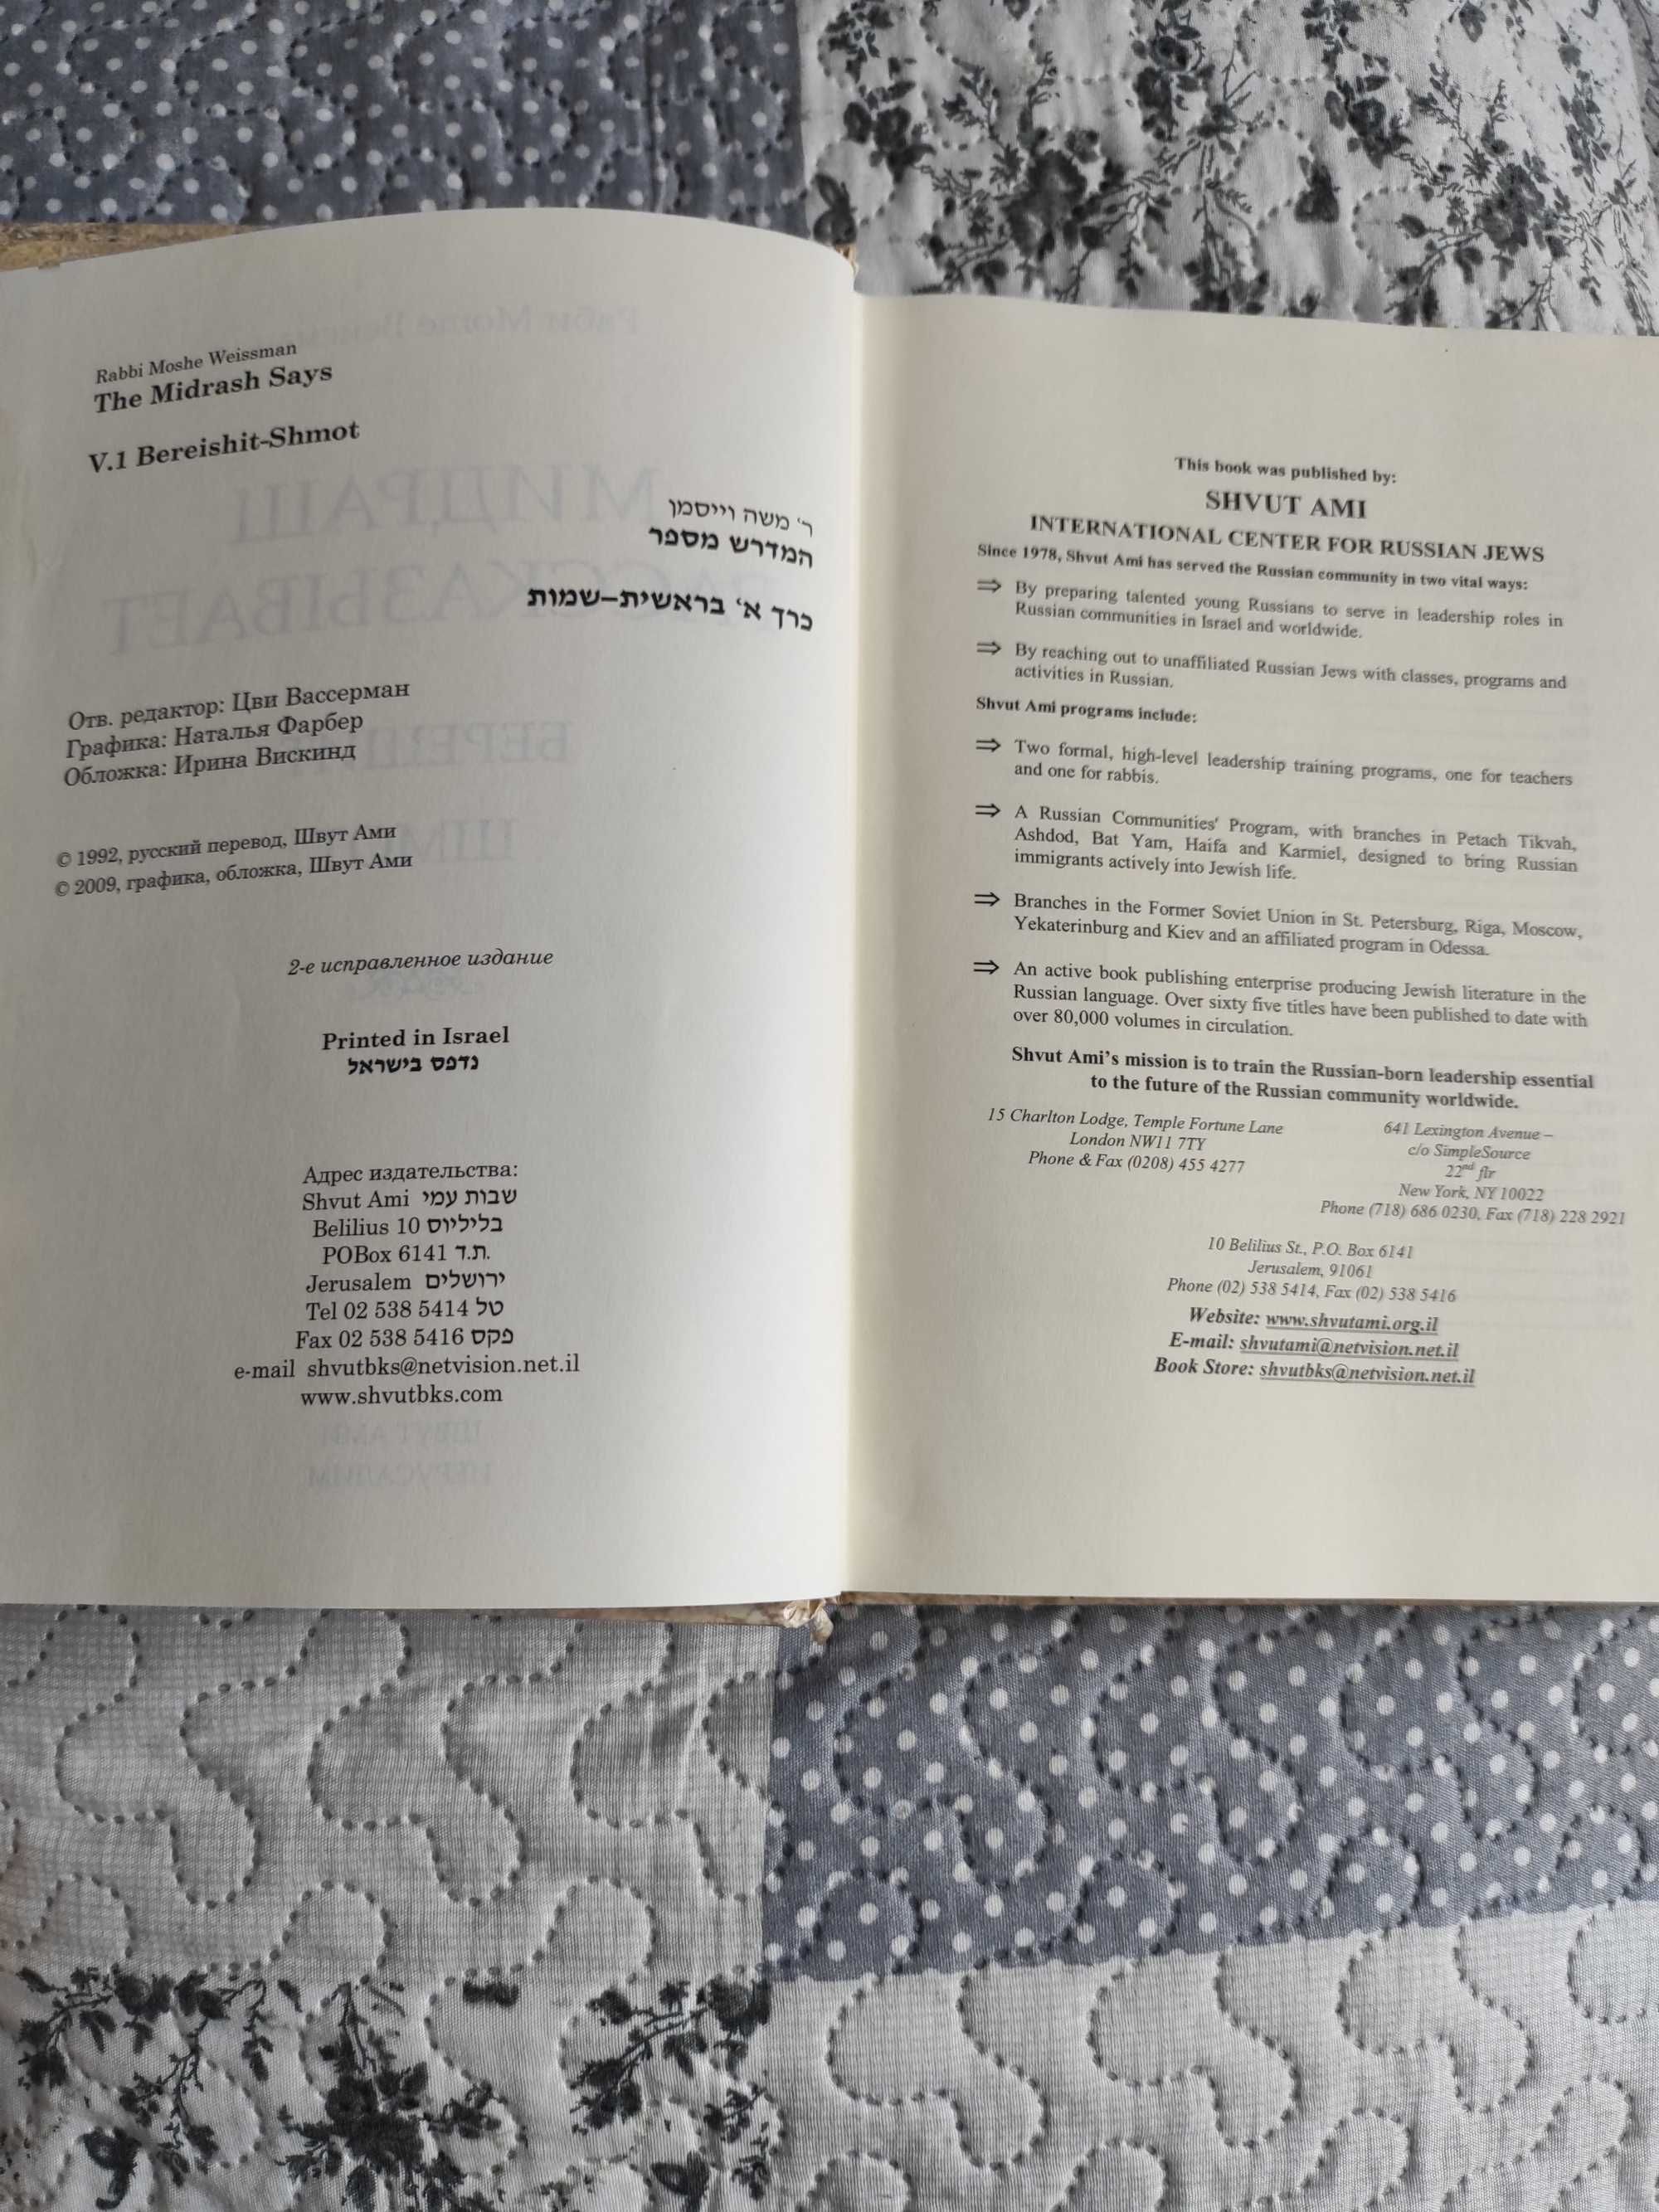 Rabbi Moshe Weissman
The Midrash Says
V.1 Bereishit-Shmot
ר' משה וייסמן
המדרש מספר
כרך א' בראשית-שמות
Отв. редактор: Цви Вассерман
Графика: Наталья Фарбер
Обложка: Ирина Вискинд
© 1992, русский перевод, Швут Ами
© 2009, графика, обложка, Швут Ами
2-е исправленное издание
Printed in Israel
נדפס בישראל
Адрес издательства:
Shvut Ami שבות עמי
Belilius 10 בליליוס
POBox 6141 ת.ד.
Jerusalem ירושלים
Tel 02 538 5414 טל
Fax 02 538 5416 פקס
e-mail shvutbks@netvision.net.il
www.shvutbks.com
This book was published by:
SHVUT AMI
INTERNATIONAL CENTER FOR RUSSIAN JEWS
Since 1978, Shvut Ami has served the Russian community in two vital ways:
⇒ By preparing talented young Russians to serve in leadership roles in
Russian communities in Israel and worldwide.
⇒ By reaching out to unaffiliated Russian Jews with classes, programs and
activities in Russian.
Shvut Ami programs include:
⇒ Two formal, high-level leadership training programs, one for teachers
and one for rabbis.
⇒ A Russian Communities' Program, with branches in Petach Tikvah,
Ashdod, Bat Yam, Haifa and Karmiel, designed to bring Russian
immigrants actively into Jewish life.
⇒ Branches in the Former Soviet Union in St. Petersburg, Riga, Moscow,
Yekaterinburg and Kiev and an affiliated program in Odessa.
⇒ An active book publishing enterprise producing Jewish literature in the
Russian language. Over sixty five titles have been published to date with
over 80,000 volumes in circulation.
Shvut Ami's mission is to train the Russian-born leadership essential
to the future of the Russian community worldwide.
15 Charlton Lodge, Temple Fortune Lane
London NW11 7TY
Phone & Fax (0208) 455 4277
641 Lexington Avenue –
c/o SimpleSource
22nd flr
New York, NY 10022
Phone (718) 686 0230, Fax (718) 228 2921
10 Belilius St., P.O. Box 6141
Jerusalem, 91061
Phone (02) 538 5414, Fax (02) 538 5416
Website: www.shvutami.org.il
E-mail: shvutami@netvision.net.il
Book Store: shvutbks@netvision.net.il